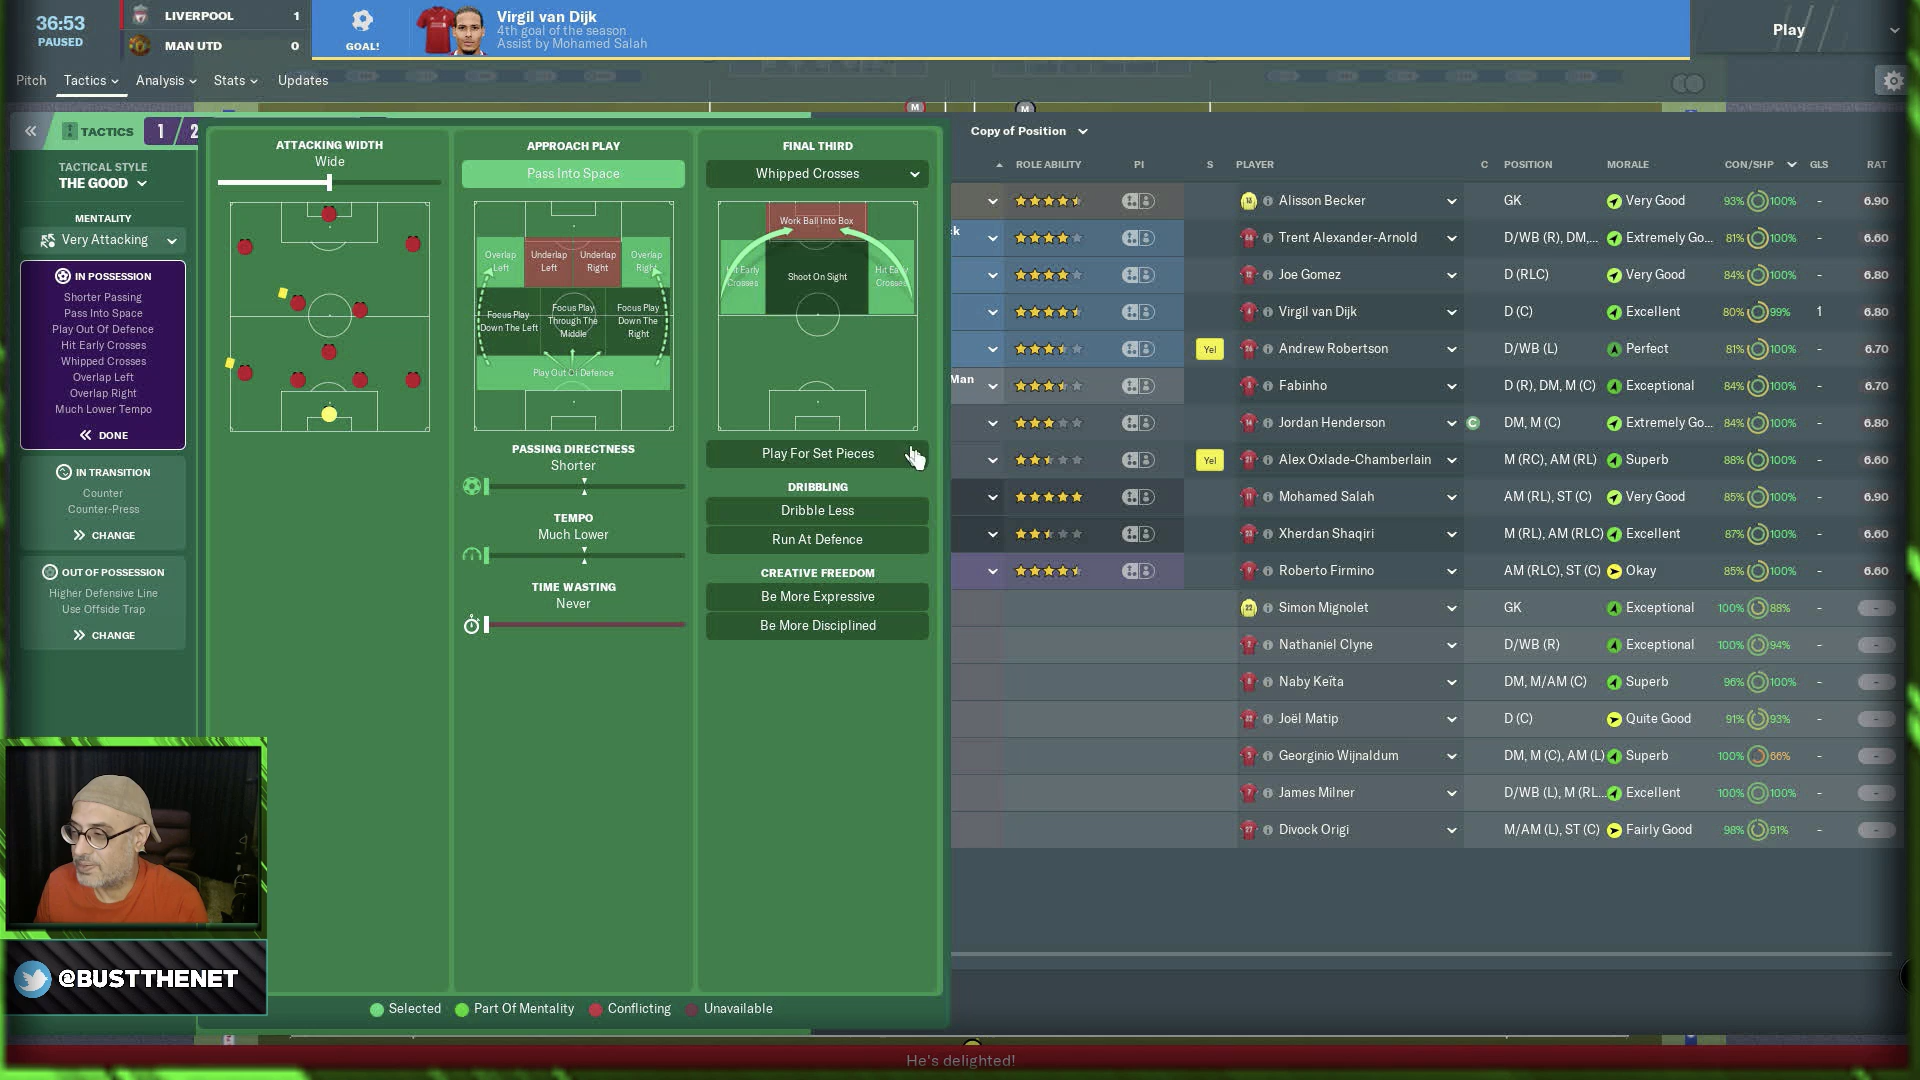 36:53
PAUSED
LIVERPOOL 1
MAN UTD 0
GOAL!
Virgil van Dijk
4th goal of the season
Assist by Mohamed Salah
Play
Pitch Tactics Analysis Stats Updates
M M
TACTICS 1 2
TACTICAL STYLE
THE GOOD
MENTALITY
Very Attacking
IN POSSESSION
Shorter Passing
Pass Into Space
Play Out Of Defence
Hit Early Crosses
Whipped Crosses
Overlap Left
Overlap Right
Much Lower Tempo
DONE
IN TRANSITION
Counter
Counter-Press
CHANGE
OUT OF POSSESSION
Higher Defensive Line
Use Offside Trap
CHANGE
ATTACKING WIDTH
Wide
APPROACH PLAY
Pass Into Space
Overlap Left
Underlap Left
Underlap Right
Overlap Right
Focus Play Down The Left
Focus Play Through The Middle
Focus Play Down The Right
Play Out Of Defence
PASSING DIRECTNESS
Shorter
TEMPO
Much Lower
TIME WASTING
Never
FINAL THIRD
Whipped Crosses
Work Ball Into Box
Hit Early Crosses
Shoot On Sight
Hit Early Crosses
Play For Set Pieces
DRIBBLING
Dribble Less
Run At Defence
CREATIVE FREEDOM
Be More Expressive
Be More Disciplined
Selected Part Of Mentality Conflicting Unavailable
Copy of Position
ROLE ABILITY PI S PLAYER C POSITION MORALE CON/SHP GLS RAT
Alisson Becker GK Very Good 93% 100% - 6.90
ck
Trent Alexander-Arnold D/WB (R), DM,... Extremely Go... 81% 100% - 6.60
Joe Gomez D (RLC) Very Good 84% 100% - 6.80
Virgil van Dijk D (C) Excellent 80% 99% 1 6.80
Yel Andrew Robertson D/WB (L) Perfect 81% 100% - 6.70
Man
Fabinho D (R), DM, M (C) Exceptional 84% 100% - 6.70
Jordan Henderson C DM, M (C) Extremely Go... 84% 100% - 6.80
Yel Alex Oxlade-Chamberlain M (RC), AM (RL) Superb 88% 100% - 6.60
Mohamed Salah AM (RL), ST (C) Very Good 85% 100% - 6.90
Xherdan Shaqiri M (RL), AM (RLC) Excellent 87% 100% - 6.60
Roberto Firmino AM (RLC), ST (C) Okay 85% 100% - 6.60
Simon Mignolet GK Exceptional 100% 88% - -
Nathaniel Clyne D/WB (R) Exceptional 100% 94% - -
Naby Keïta DM, M/AM (C) Superb 96% 100% - -
Joël Matip D (C) Quite Good 91% 93% - -
Georginio Wijnaldum DM, M (C), AM (L) Superb 100% 66% - -
James Milner D/WB (L), M (RL... Excellent 100% 100% - -
Divock Origi M/AM (L), ST (C) Fairly Good 98% 91% - -
@BUSTTHENET
He's delighted!